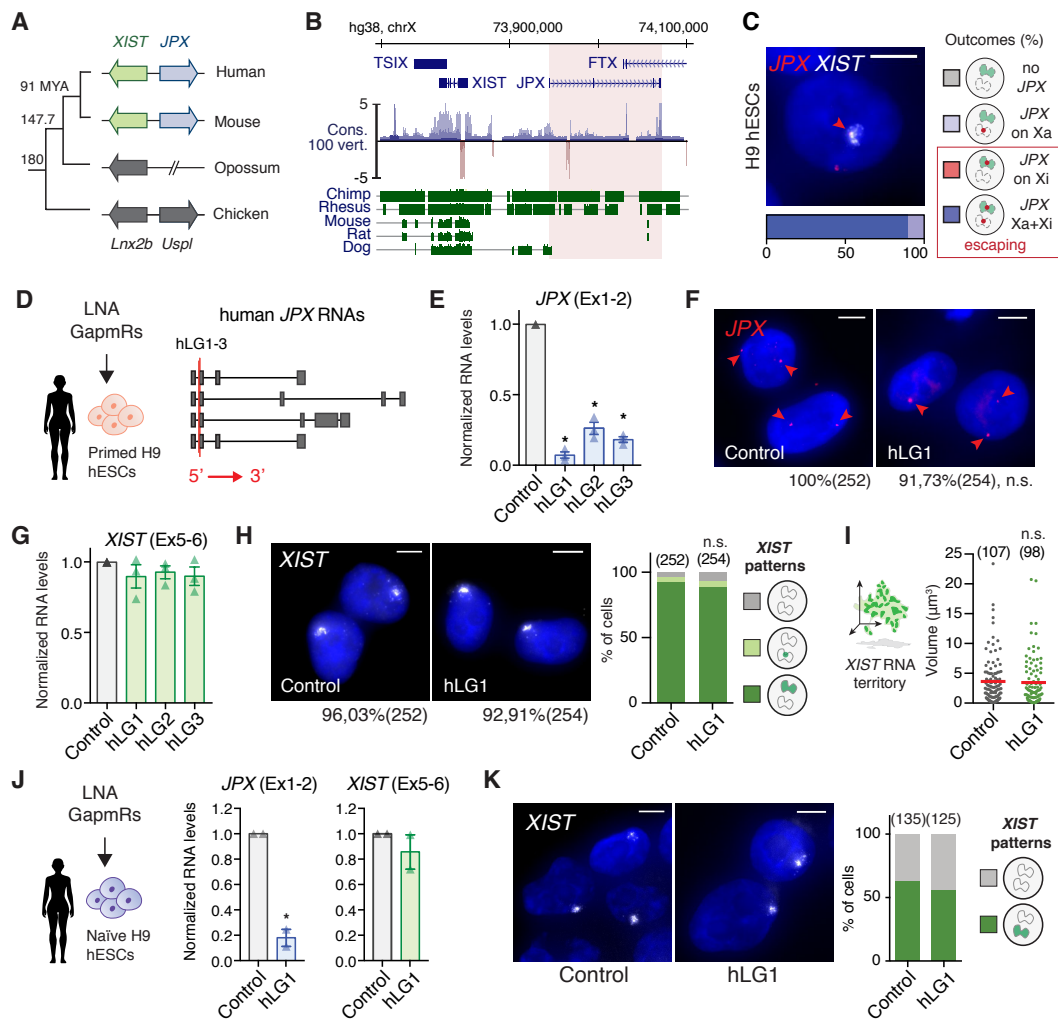 A
XIST JPX
91 MYA
Human
147.7
Mouse
180
Opossum
Chicken
Lnx2b Uspl
B
hg38, chrX 73,900,000 74,100,000
TSIX FTX
XIST JPX
5
Cons.
100 vert.
-5
Chimp
Rhesus
Mouse
Rat
Dog
C
H9 hESCs
JPX XIST
0 50 100
Outcomes (%)
no
JPX
JPX
on Xa
JPX
on Xi
JPX
Xa+Xi
escaping
D
LNA
GapmRs
Primed H9
hESCs
human JPX RNAs
hLG1-3
5’ 3’
E
JPX (Ex1-2)
Normalized RNA levels
1.0
0.5
0.0
* * *
Control
hLG1
hLG2
hLG3
F
JPX
Control
hLG1
100%(252)
91,73%(254), n.s.
G
XIST (Ex5-6)
Normalized RNA levels
1.0
0.5
0.0
Control
hLG1
hLG2
hLG3
H
XIST
Control
hLG1
96,03%(252)
92,91%(254)
n.s.
(252) (254)
% of cells
100
50
0
Control
hLG1
XIST
patterns
I
XIST RNA
territory
n.s.
(107) (98)
Volume (µm³)
25
20
15
10
5
0
Control
hLG1
J
LNA
GapmRs
Naïve H9
hESCs
JPX (Ex1-2)
Normalized RNA levels
1.2
1.0
0.8
0.6
0.4
0.2
0.0
*
Control
hLG1
XIST (Ex5-6)
1.2
1.0
0.8
0.6
0.4
0.2
0.0
Control
hLG1
K
XIST
Control
hLG1
(135) (125)
% of cells
100
50
0
Control
hLG1
XIST
patterns